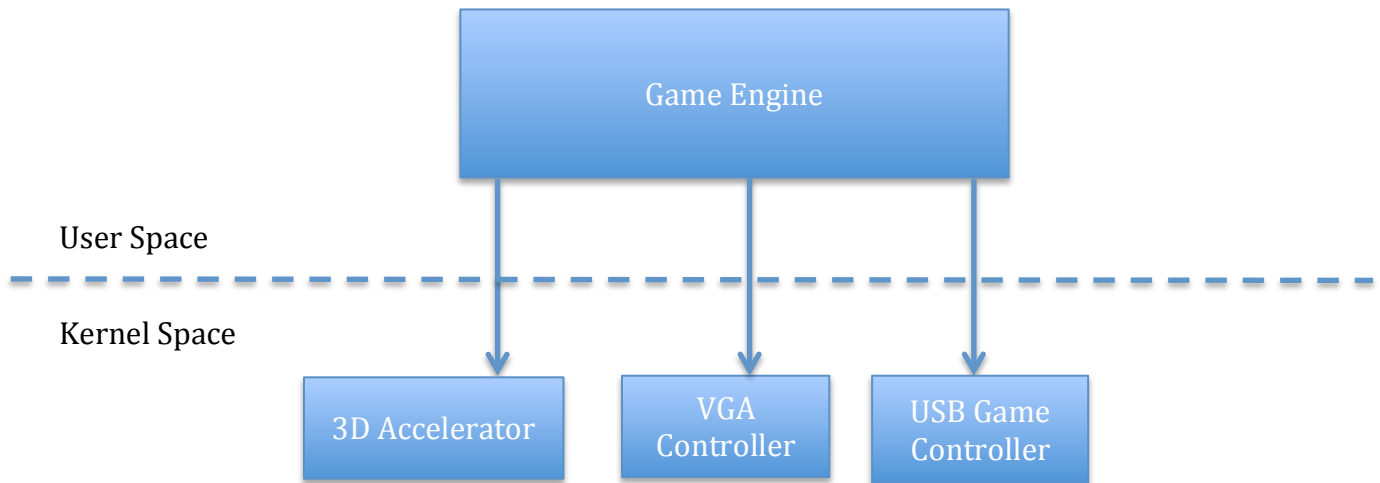 Game Engine
User Space
Kernel Space
3D Accelerator
VGA
Controller
USB Game
Controller